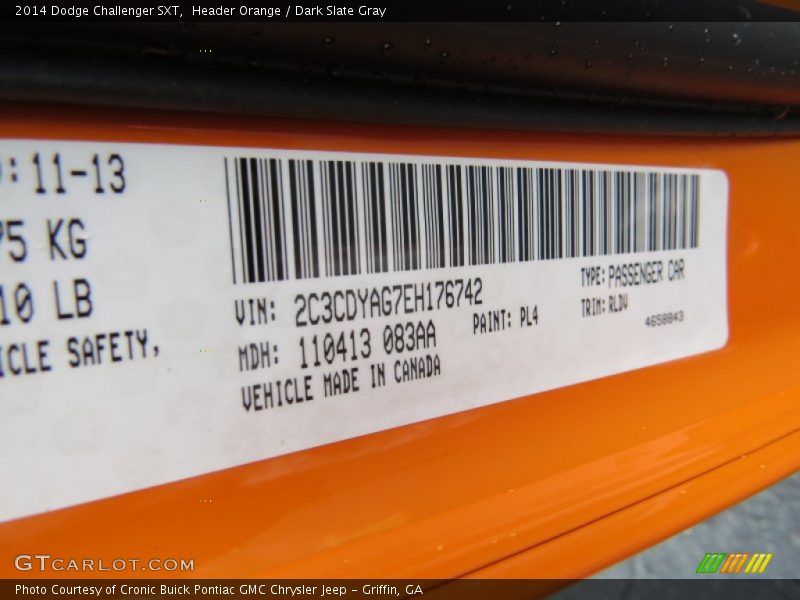 2014 Dodge Challenger SXT,  Header Orange / Dark Slate Gray
: 11-13
75 KG
10 LB
ICLE SAFETY,
VIN: 2C3CDYAG7EH176742
TYPE: PASSENGER CAR
MDH: 110413 083AA
PAINT: PL4
TRIM: RLDV
4658843
VEHICLE MADE IN CANADA
GTCARLOT.COM
Photo Courtesy of Cronic Buick Pontiac GMC Chrysler Jeep – Griffin, GA